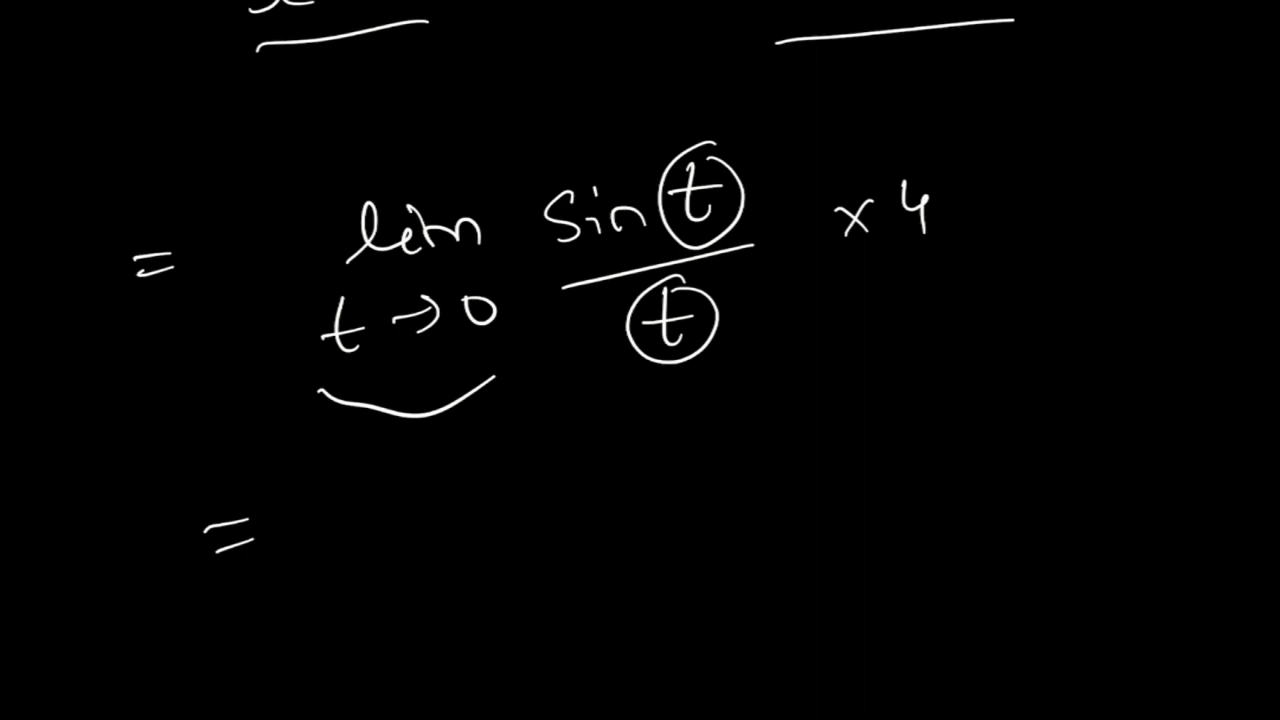 = lim sin t / t × 4
t → 0
=